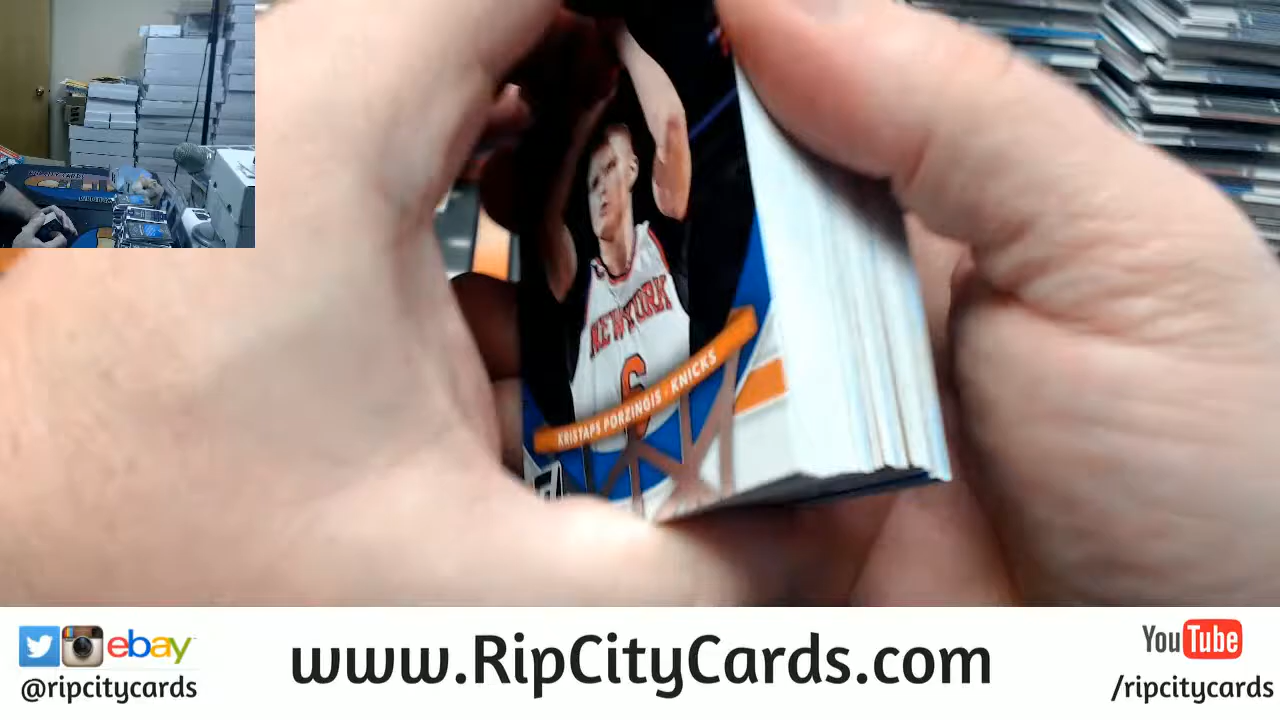 NEW YORK
6
KRISTAPS PORZINGIS - KNICKS
ebay
@ripcitycards
www.RipCityCards.com
YouTube
/ripcitycards